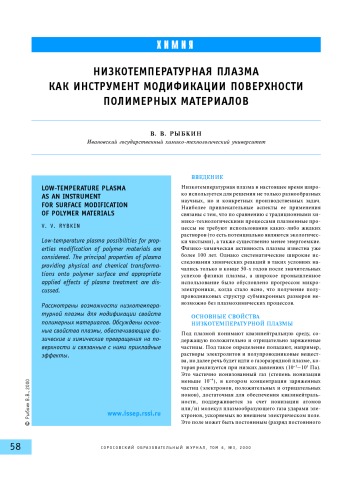 ХИМИЯ
НИЗКОТЕМПЕРАТУРНАЯ ПЛАЗМА
КАК ИНСТРУМЕНТ МОДИФИКАЦИИ ПОВЕРХНОСТИ
ПОЛИМЕРНЫХ МАТЕРИАЛОВ
В. В. РЫБКИН
Ивановский государственный химико-технологический университет
LOW-TEMPERATURE PLASMA
AS AN INSTRUMENT
FOR SURFACE MODIFICATION
OF POLYMER MATERIALS
V. V. RYBKIN
Low-temperature plasma possibilities for prop-
erties modification of polymer materials are
considered. The principal properties of plasma
providing physical and chemical transforma-
tions onto polymer surface and appropriate
applied effects of plasma treatment are dis-
cussed.
Рассмотрены возможности низкотемпера-
турной плазмы для модификации свойств
полимерных материалов. Обсуждены основ-
ные свойства плазмы, обеспечивающие фи-
зические и химические превращения на по-
верхности и связанные с ними прикладные
эффекты.
www.issep.rssi.ru
© Рыбкин В.В., 2000
ВВЕДЕНИЕ
Низкотемпературная плазма в настоящее время широ-
ко используется для решения не только разнообразных
научных, но и конкретных производственных задач.
Наиболее привлекательные аспекты ее применения
связаны с тем, что по сравнению с традиционными хи-
мико-технологическими процессами плазменные про-
цессы не требуют использования каких-либо жидких
растворов (то есть потенциально являются экологичес-
ки чистыми), а также существенно менее энергоемкие.
Физико-химическая активность плазмы известна уже
более 100 лет. Однако систематические широкие ис-
следования химических реакций в таких условиях на-
чались только в конце 50-х годов после значительных
успехов физики плазмы, а широкое промышленное
использование было обусловлено прогрессом микро-
электроники, когда стало ясно, что получение полу-
проводниковых структур субмикронных размеров не-
возможно без плазмохимических процессов.
ОСНОВНЫЕ СВОЙСТВА
НИЗКОТЕМПЕРАТУРНОЙ ПЛАЗМЫ
Под плазмой понимают квазинейтральную среду, со-
держащую положительно и отрицательно заряженные
частицы. Под такое определение попадают, например,
растворы электролитов и полупроводниковые вещест-
ва, но далее речь будет идти о газоразрядной плазме, ко-
торая реализуется при низких давлениях (10⁻¹–10³ Па).
Это частично ионизованный газ (степень ионизации
меньше 10⁻⁴), в котором концентрации заряженных
частиц (электронов, положительных и отрицательных
ионов), достаточная для обеспечения квазинейтраль-
ности, поддерживается за счет ионизации атомов
или/и молекул плазмообразующего газа ударами эле-
ктронов, ускоряемых во внешнем электрическом поле.
Это поле может быть постоянным (разряд постоянного
58
СОРОСОВСКИЙ ОБРАЗОВАТЕЛЬНЫЙ ЖУРНАЛ, ТОМ 6, №3, 2000